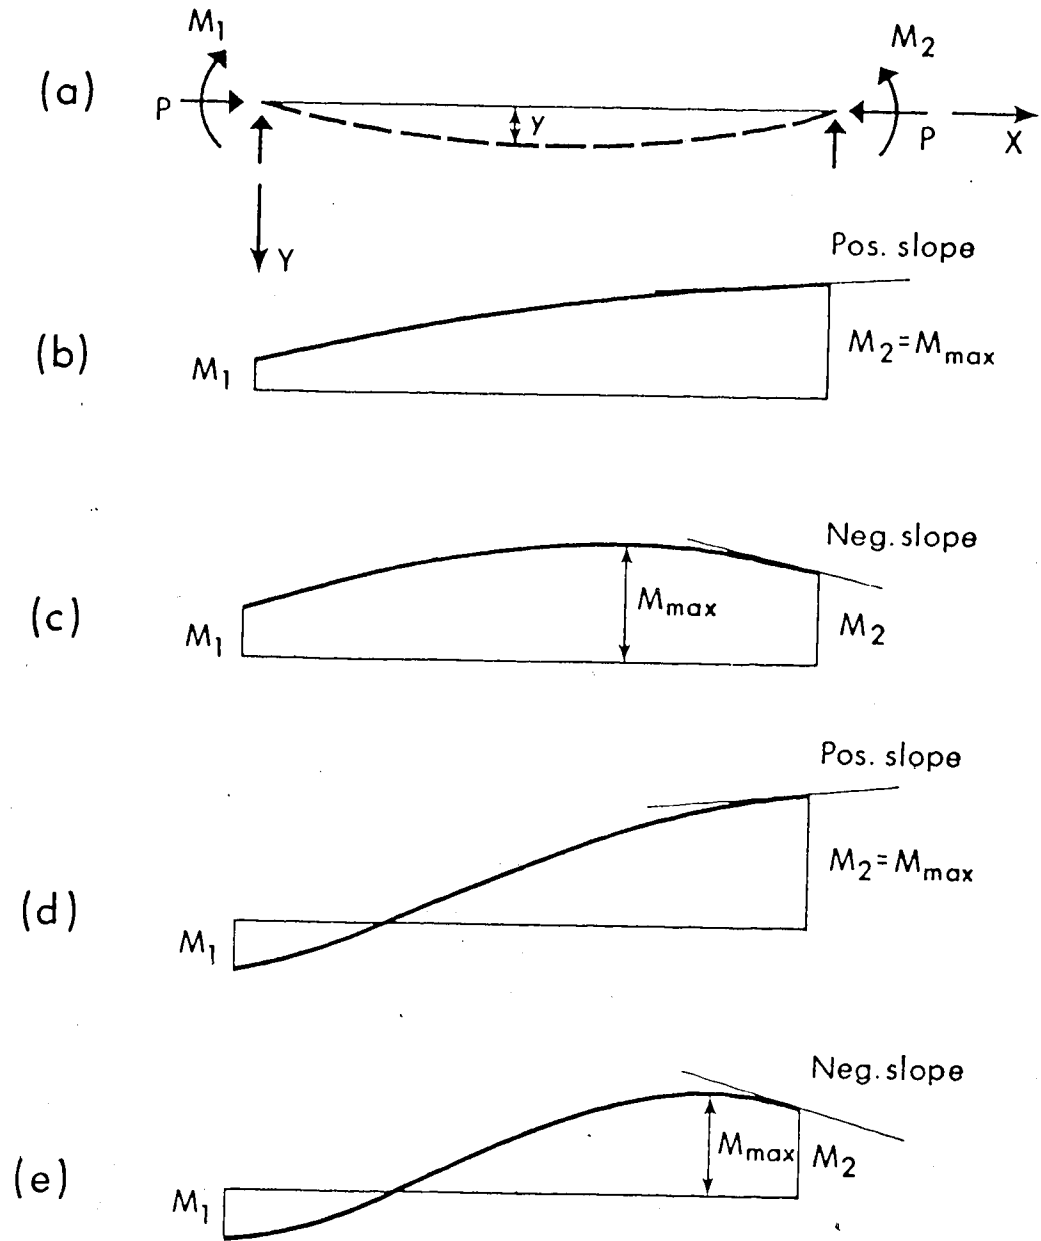 (a)
M1
P
y
M2
P
X
Y
(b)
Pos. slope
M1
M2=Mmax
(c)
Neg. slope
M1
Mmax
M2
(d)
Pos. slope
M1
M2=Mmax
(e)
Neg. slope
M1
Mmax
M2